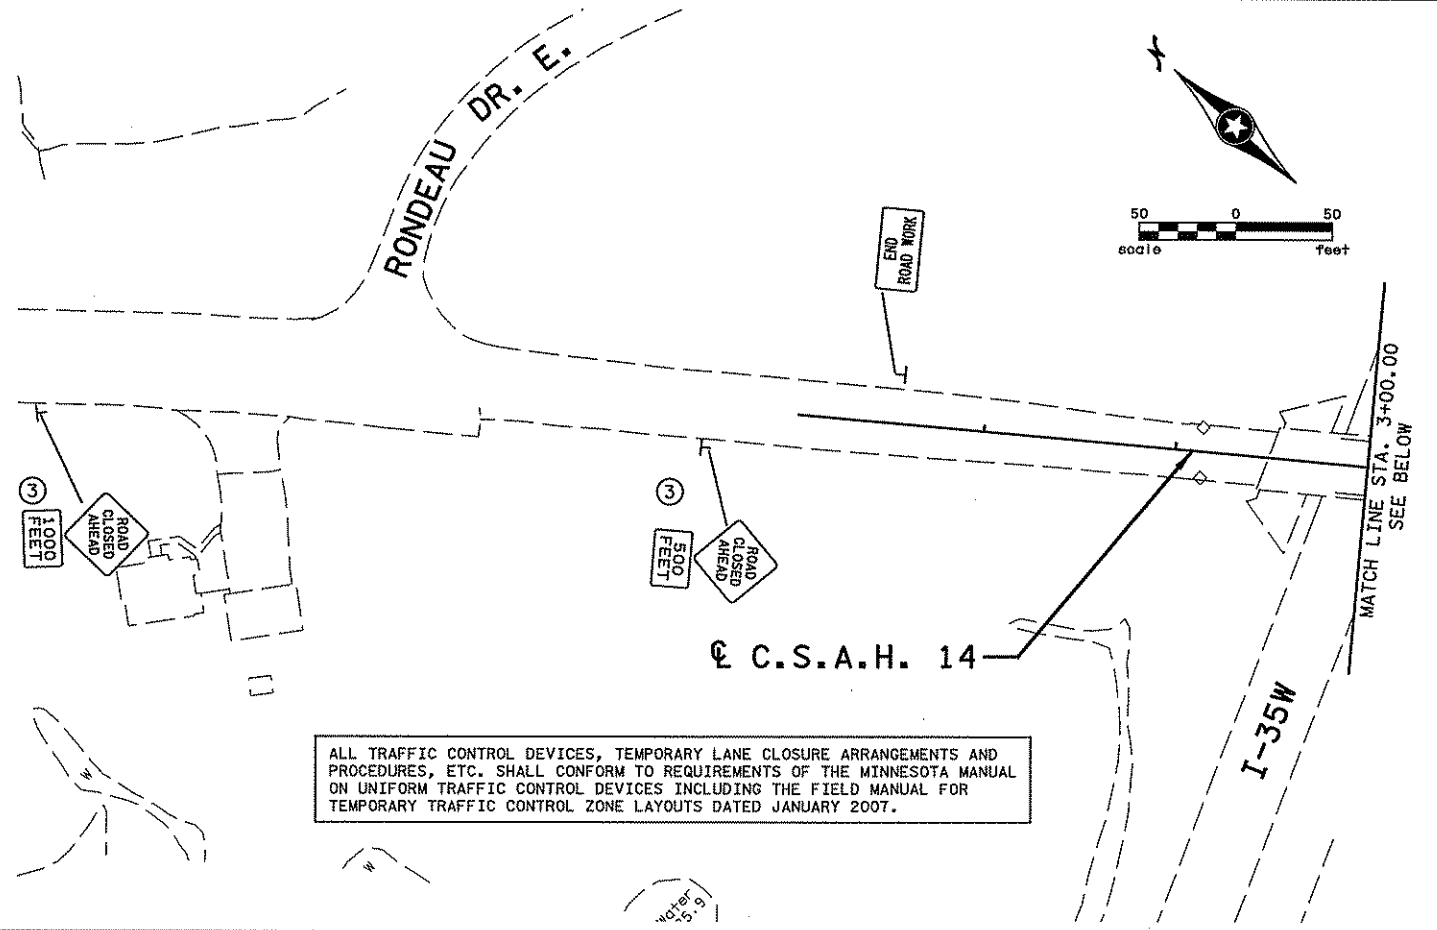 N
RONDEAU DR. E.
50 0 50
scale feet
END
ROAD WORK
MATCH LINE STA. 3+00.00
SEE BELOW
3
1000
FEET
ROAD
CLOSED
AHEAD
3
500
FEET
ROAD
CLOSED
AHEAD
℄ C.S.A.H. 14
I-35W
ALL TRAFFIC CONTROL DEVICES, TEMPORARY LANE CLOSURE ARRANGEMENTS AND
PROCEDURES, ETC. SHALL CONFORM TO REQUIREMENTS OF THE MINNESOTA MANUAL
ON UNIFORM TRAFFIC CONTROL DEVICES INCLUDING THE FIELD MANUAL FOR
TEMPORARY TRAFFIC CONTROL ZONE LAYOUTS DATED JANUARY 2007.
W
W
Water